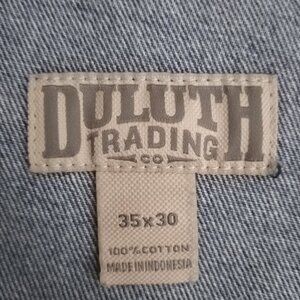 DULUTH
TRADING
CO
35x30
100% COTTON
MADE IN INDONESIA